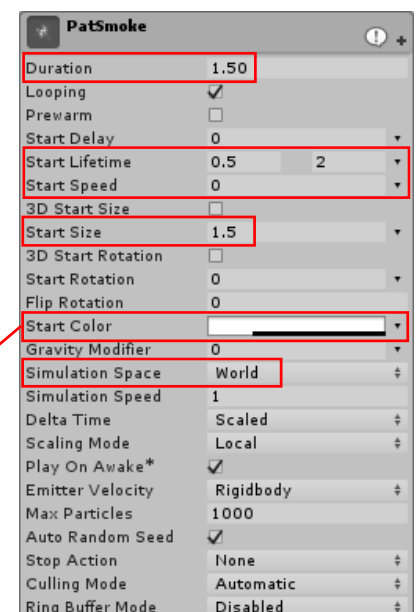 PatSmoke
Duration 1.50
Looping
Prewarm
Start Delay 0
Start Lifetime 0.5 2
Start Speed 0
3D Start Size
Start Size 1.5
3D Start Rotation
Start Rotation 0
Flip Rotation 0
Start Color
Gravity Modifier 0
Simulation Space World
Simulation Speed 1
Delta Time Scaled
Scaling Mode Local
Play On Awake*
Emitter Velocity Rigidbody
Max Particles 1000
Auto Random Seed
Stop Action None
Culling Mode Automatic
Ring Buffer Mode Disabled